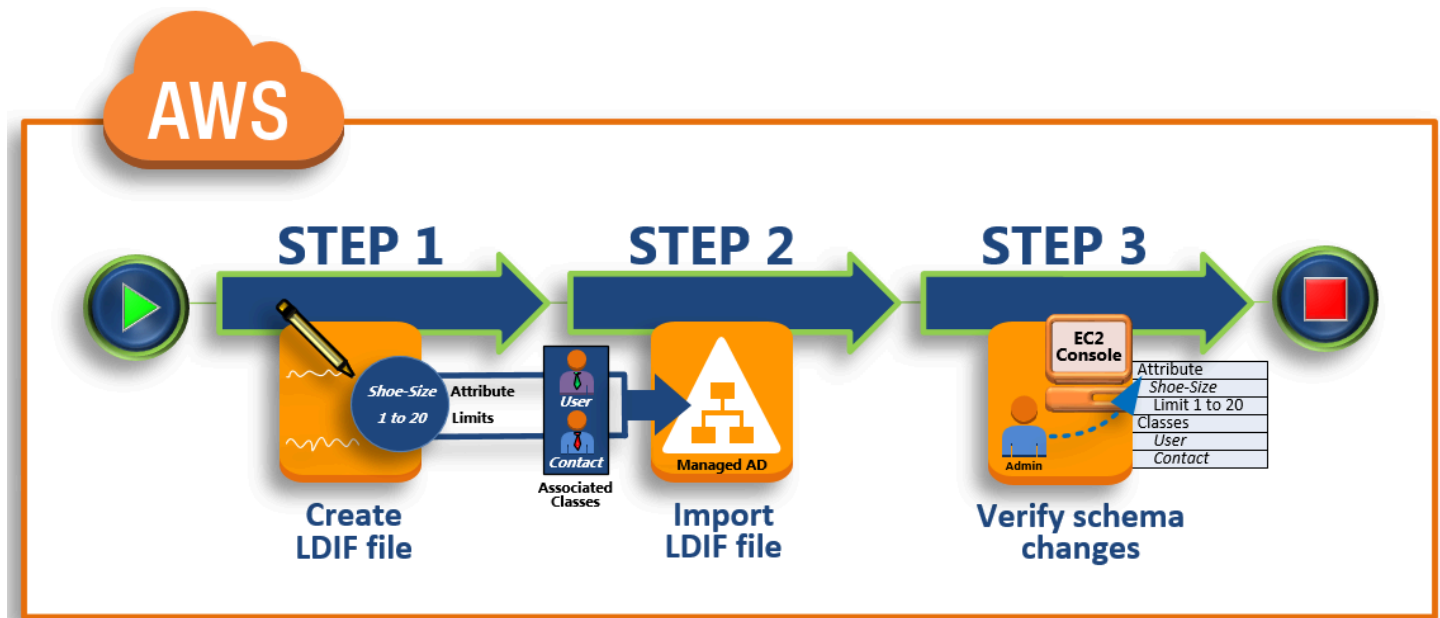 AWS
STEP 1
STEP 2
STEP 3
Shoe-Size
1 to 20
Attribute
Limits
User
Contact
Associated
Classes
Managed AD
EC2
Console
Admin
Attribute
Shoe-Size
Limit 1 to 20
Classes
User
Contact
Create
LDIF file
Import
LDIF file
Verify schema
changes